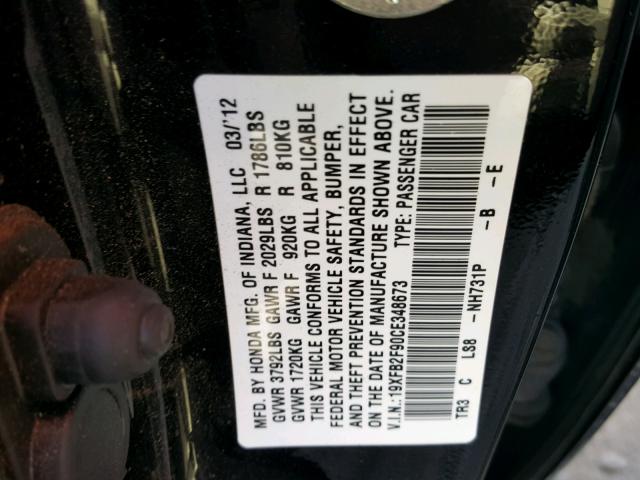 MFD. BY HONDA MFG. OF INDIANA, LLC 03/'12
GVWR 3792LBS GAWR F 2029LBS R 1786LBS
GVWR 1720KG GAWR F 920KG R 810KG
THIS VEHICLE CONFORMS TO ALL APPLICABLE
FEDERAL MOTOR VEHICLE SAFETY, BUMPER,
AND THEFT PREVENTION STANDARDS IN EFFECT
ON THE DATE OF MANUFACTURE SHOWN ABOVE.
V.I.N.: 19XFB2F90CE348673 TYPE: PASSENGER CAR
TR3 C LS8 -NH731P -B -E